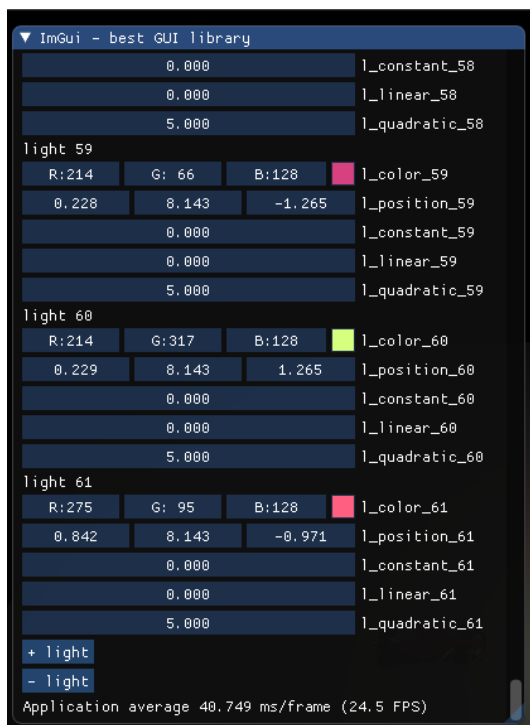 ImGui - best GUI library
0.000 l_constant_58
0.000 l_linear_58
5.000 l_quadratic_58
light 59
R:214 G: 66 B:128 l_color_59
0.228 8.143 -1.265 l_position_59
0.000 l_constant_59
0.000 l_linear_59
5.000 l_quadratic_59
light 60
R:214 G:317 B:128 l_color_60
0.229 8.143 1.265 l_position_60
0.000 l_constant_60
0.000 l_linear_60
5.000 l_quadratic_60
light 61
R:275 G: 95 B:128 l_color_61
0.842 8.143 -0.971 l_position_61
0.000 l_constant_61
0.000 l_linear_61
5.000 l_quadratic_61
+ light
- light
Application average 40.749 ms/frame (24.5 FPS)